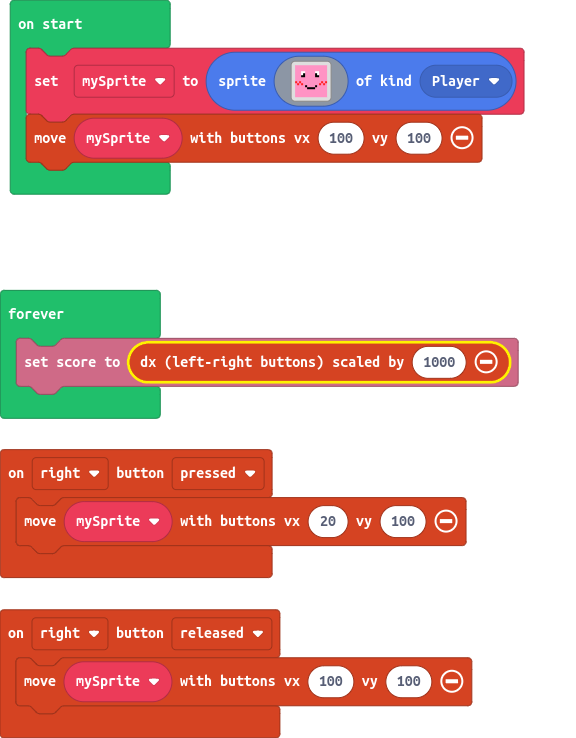 on start
set mySprite to sprite of kind Player
move mySprite with buttons vx 100 vy 100
forever
set score to dx (left-right buttons) scaled by 1000
on right button pressed
move mySprite with buttons vx 20 vy 100
on right button released
move mySprite with buttons vx 100 vy 100